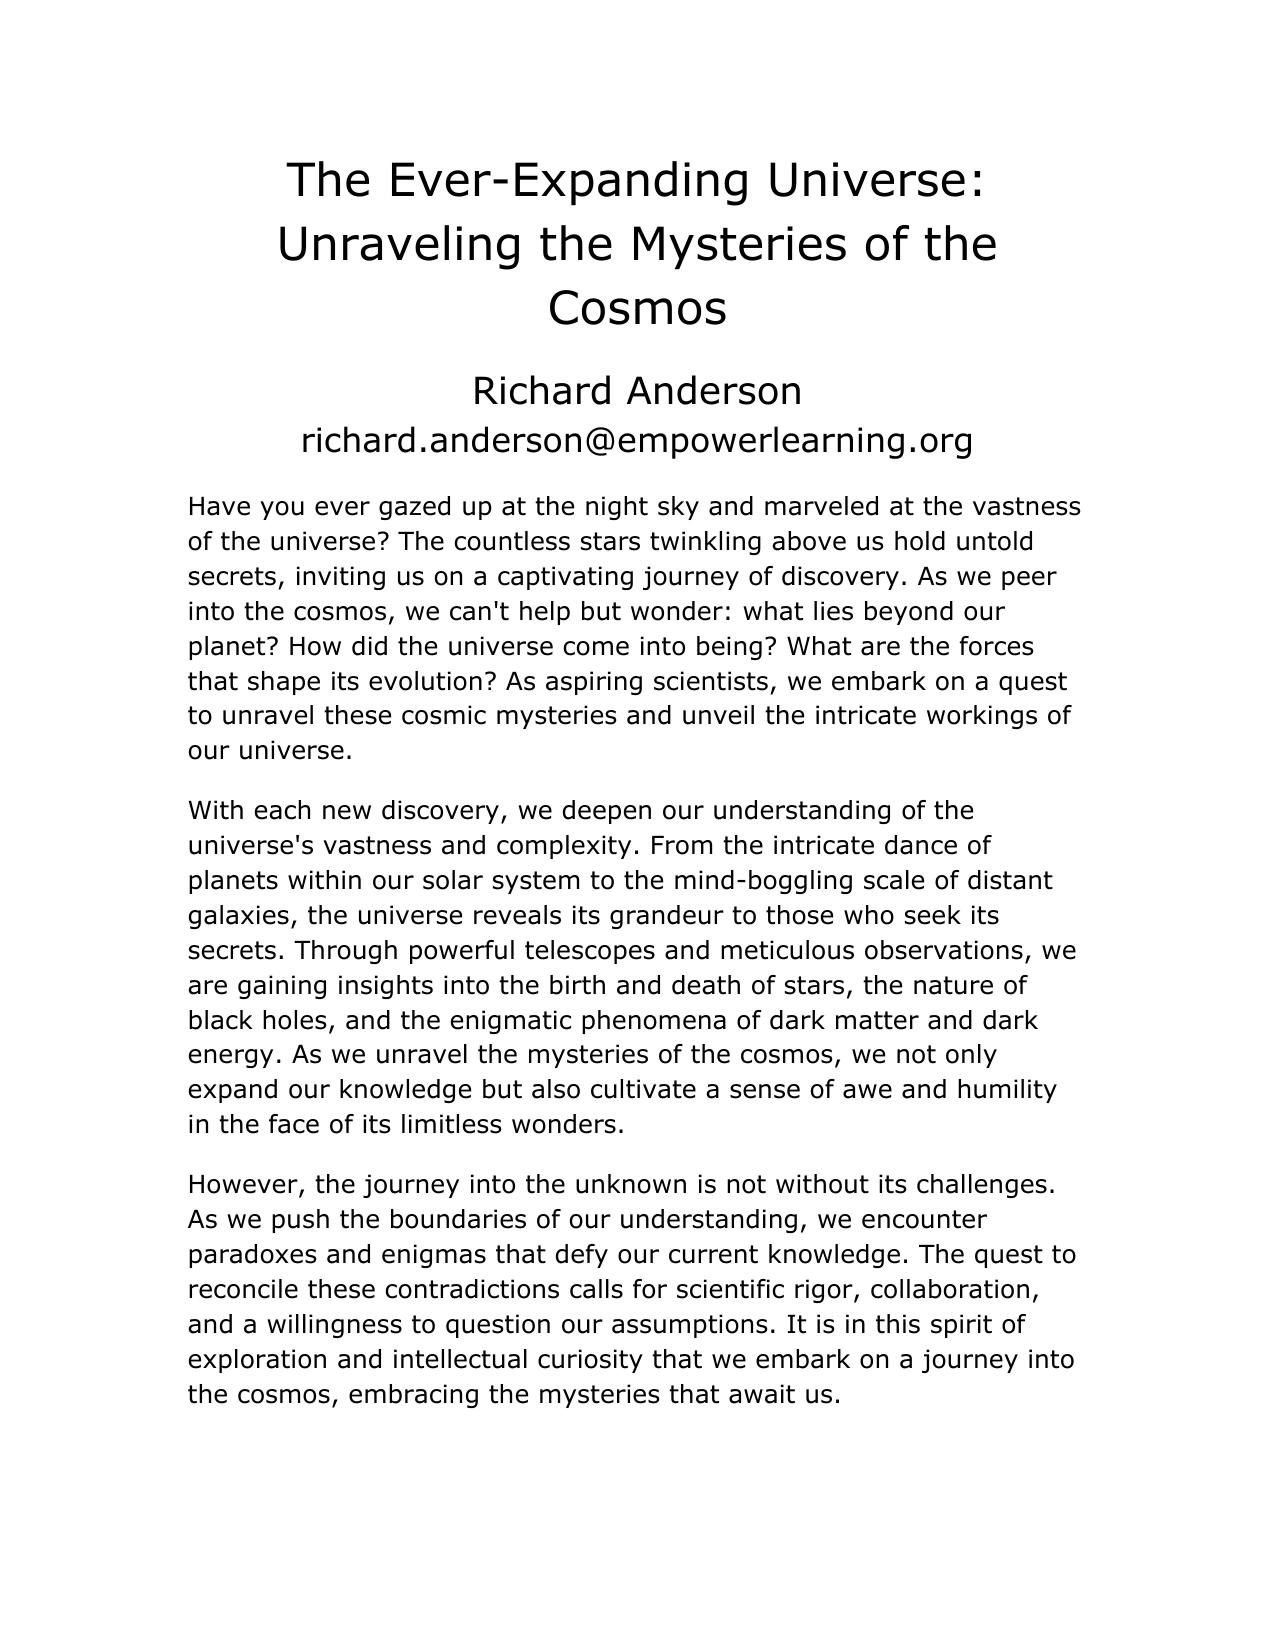 The Ever-Expanding Universe:
Unraveling the Mysteries of the
Cosmos
Richard Anderson
richard.anderson@empowerlearning.org
Have you ever gazed up at the night sky and marveled at the vastness
of the universe? The countless stars twinkling above us hold untold
secrets, inviting us on a captivating journey of discovery. As we peer
into the cosmos, we can't help but wonder: what lies beyond our
planet? How did the universe come into being? What are the forces
that shape its evolution? As aspiring scientists, we embark on a quest
to unravel these cosmic mysteries and unveil the intricate workings of
our universe.
With each new discovery, we deepen our understanding of the
universe's vastness and complexity. From the intricate dance of
planets within our solar system to the mind-boggling scale of distant
galaxies, the universe reveals its grandeur to those who seek its
secrets. Through powerful telescopes and meticulous observations, we
are gaining insights into the birth and death of stars, the nature of
black holes, and the enigmatic phenomena of dark matter and dark
energy. As we unravel the mysteries of the cosmos, we not only
expand our knowledge but also cultivate a sense of awe and humility
in the face of its limitless wonders.
However, the journey into the unknown is not without its challenges.
As we push the boundaries of our understanding, we encounter
paradoxes and enigmas that defy our current knowledge. The quest to
reconcile these contradictions calls for scientific rigor, collaboration,
and a willingness to question our assumptions. It is in this spirit of
exploration and intellectual curiosity that we embark on a journey into
the cosmos, embracing the mysteries that await us.